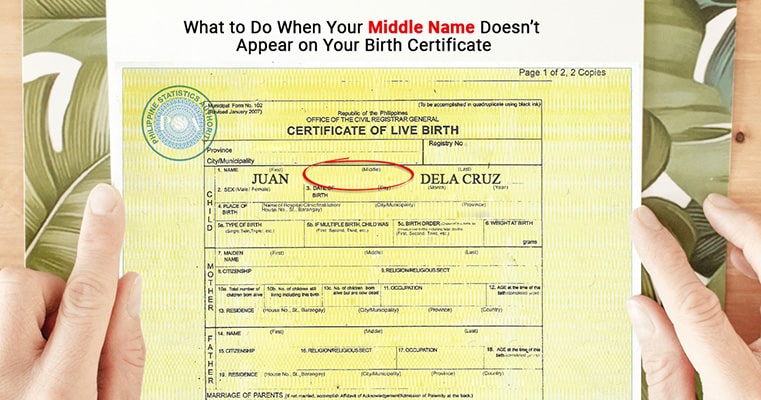 What to Do When Your Middle Name Doesn't
Appear on Your Birth Certificate
Page 1 of 2, 2 Copies
PHILIPPINE STATISTICS AUTHORITY
PSA
Municipal Form No. 102
(Revised January 2007)
(To be accomplished in quadruplicate using black ink)
Republic of the Philippines
OFFICE OF THE CIVIL REGISTRAR GENERAL
CERTIFICATE OF LIVE BIRTH
Province
Registry No.
City/Municipality
CHILD
1. NAME (First) (Middle) (Last)
JUAN DELA CRUZ
2. SEX (Male / Female) 3. DATE OF BIRTH (Day) (Month) (Year)
4. PLACE OF BIRTH (Name of Hospital/Clinic/Institution/ House No., St., Barangay) (City/Municipality) (Province)
5a. TYPE OF BIRTH (Single, Twin, Triplet, etc.) 5b. IF MULTIPLE BIRTH, CHILD WAS (First, Second, Third, etc.) 5c. BIRTH ORDER (First, Second, Third, etc.) 6. WEIGHT AT BIRTH
grams
MOTHER
7. MAIDEN NAME (First) (Middle) (Last)
8. CITIZENSHIP 9. RELIGION/RELIGIOUS SECT
10a. Total number of children born alive 10b. No. of children still living including this birth 10c. No. of children born alive but are now dead 11. OCCUPATION 12. AGE at the time of this birth
13. RESIDENCE (House No., St., Barangay) (City/Municipality) (Province) (Country)
FATHER
14. NAME (First) (Middle) (Last)
15. CITIZENSHIP 16. RELIGION/RELIGIOUS SECT 17. OCCUPATION 18. AGE at the time of this birth
19. RESIDENCE (House No., St., Barangay) (City/Municipality) (Province) (Country)
MARRIAGE OF PARENTS (If not married, accomplish Affidavit of Acknowledgement/Admission of Paternity at the back)